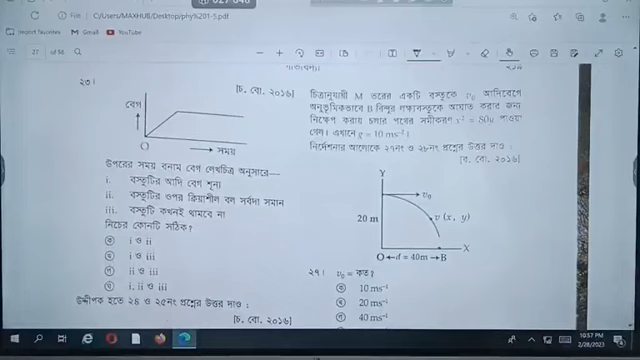 C:/Users/MAXHUB/Desktop/phy%201-5.pdf
Gmail
YouTube
27 of 56
২৩।
[চ. বো. ২০১৬]
বেগ
O
সময়
উপরের সময় বনাম বেগ লেখচিত্র অনুসারে—
i. বস্তুটির আদি বেগ শূন্য
ii. বস্তুটির ওপর ক্রিয়াশীল বল সর্বদা সমান
iii. বস্তুটি কখনই থামবে না
নিচের কোনটি সঠিক?
ক i ও ii
খ i ও iii
গ ii ও iii
ঘ i, ii ও iii
উদ্দীপক হতে ২৪ ও ২৫নং প্রশ্নের উত্তর দাও :
[চ. বো. ২০১৬]
চিত্রানুযায়ী M ভরের একটি বস্তুকে v₀ আদিবেগে
অনুভূমিকভাবে B বিন্দুর লক্ষ্যবস্তুকে আঘাত করার জন্য
নিক্ষেপ করায় চলার পথের সমীকরণ x² = 80y পাওয়া
গেল। এখানে g = 10 ms⁻²।
নির্দেশনার আলোকে ২৭নং ও ২৮নং প্রশ্নের উত্তর দাও :
[ব. বো. ২০১৬]
Y
v₀
20 m
v (x, y)
X
O d = 40m B
২৭। v₀ = কত?
ক 10 ms⁻¹
খ 20 ms⁻¹
গ 40 ms⁻¹
10:57 PM
2/28/2023